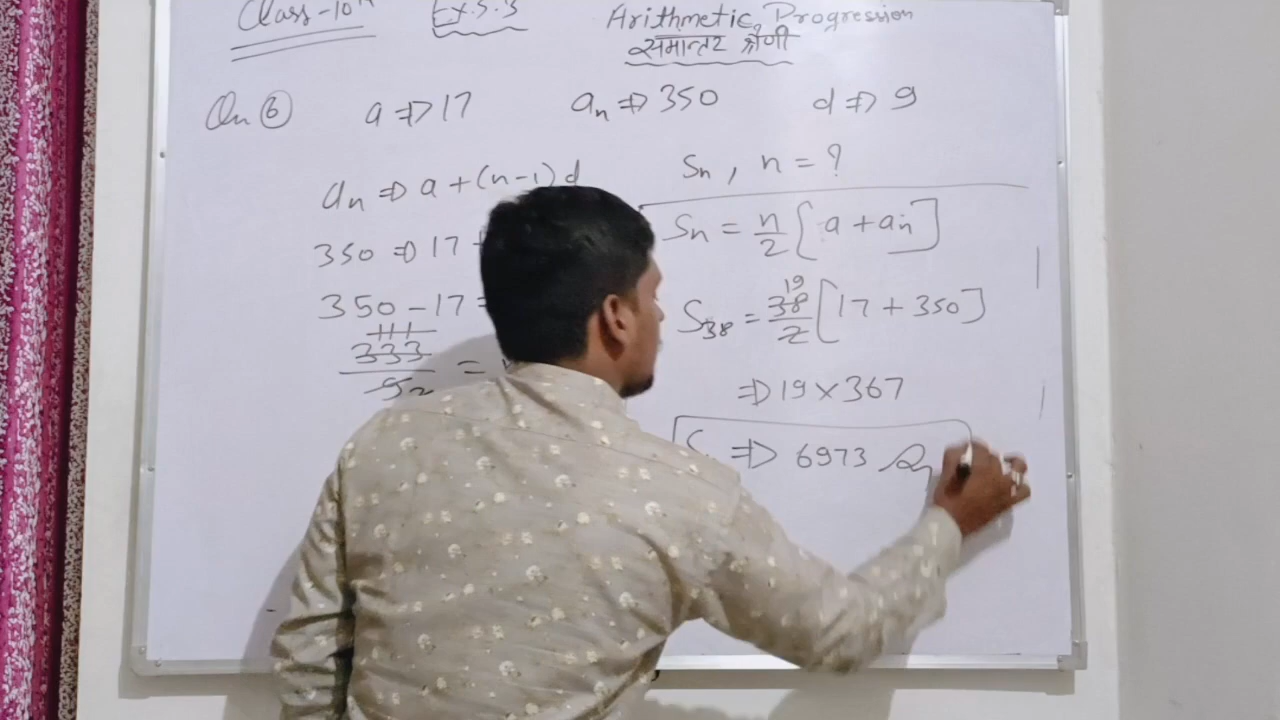 Class-10th Ex.5.3 Arithmetic Progression
समान्तर श्रेणी
Qn 6 a ⇒ 17 an ⇒ 350 d ⇒ 9
Sn , n = ?
an ⇒ a + (n-1) d
350 ⇒ 17
350 - 17 =
111
333
=
Sn = n/2 [a + an]
19
S38 = 38/2 [17 + 350]
⇒ 19 × 367
S ⇒ 6973